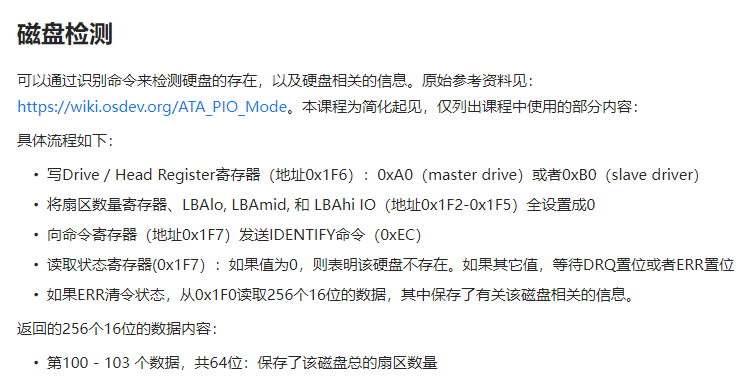 磁盘检测
可以通过识别命令来检测硬盘的存在，以及硬盘相关的信息。原始参考资料见：
https://wiki.osdev.org/ATA_PIO_Mode。本课程为简化起见，仅列出课程中使用的部分内容：
具体流程如下：
• 写Drive / Head Register寄存器（地址0x1F6）：0xA0（master drive）或者0xB0（slave driver）
• 将扇区数量寄存器、LBAlo, LBAmid, 和 LBAhi IO（地址0x1F2-0x1F5）全设置成0
• 向命令寄存器（地址0x1F7）发送IDENTIFY命令（0xEC）
• 读取状态寄存器(0x1F7)：如果值为0，则表明该硬盘不存在。如果其它值，等待DRQ置位或者ERR置位
• 如果ERR清令状态，从0x1F0读取256个16位的数据，其中保存了有关该磁盘相关的信息。
返回的256个16位的数据内容：
• 第100 - 103 个数据，共64位：保存了该磁盘总的扇区数量